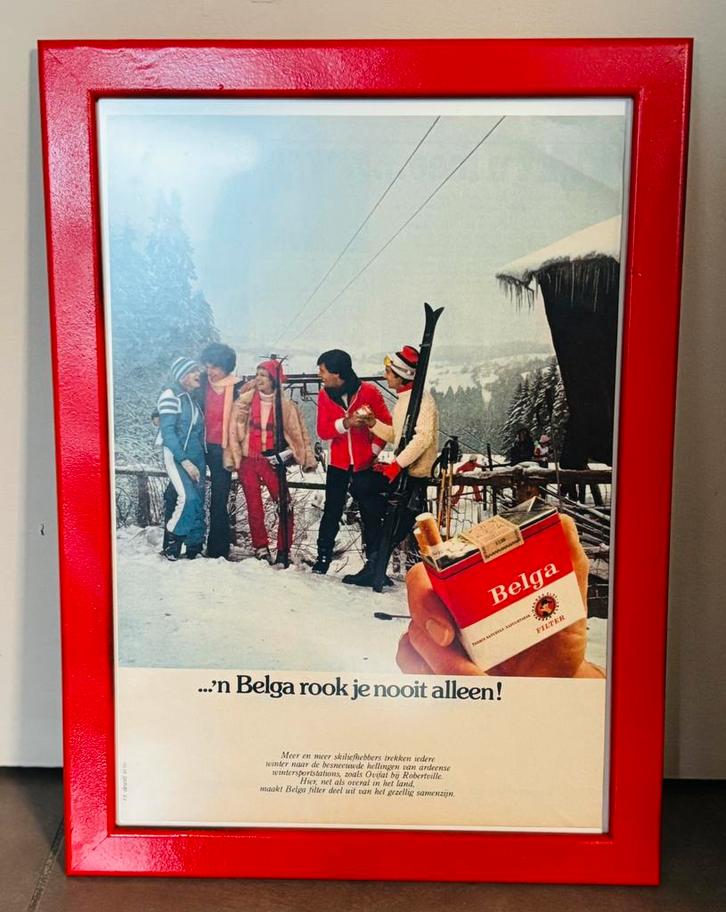 Belga
FILTER
...'n Belga rook je nooit alleen!
Meer en meer skiliefhebbers trekken iedere
winter naar de besneeuwde hellingen van ardeense
wintersportstations, zoals Ovifat bij Robertville.
Hier, net als overal in het land,
maakt Belga filter deel uit van het gezellig samenzijn.